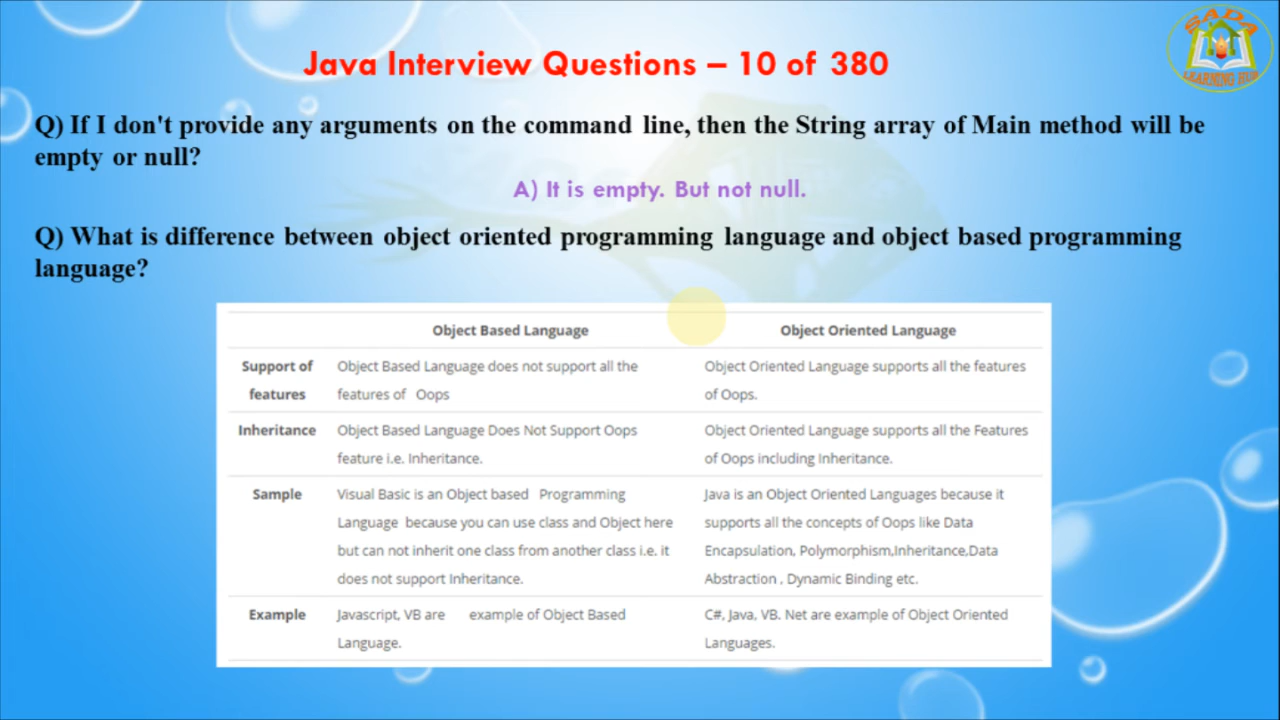 SADA
LEARNING HUB
Java Interview Questions – 10 of 380
Q) If I don't provide any arguments on the command line, then the String array of Main method will be
empty or null?
A) It is empty. But not null.
Q) What is difference between object oriented programming language and object based programming
language?
Object Based Language Object Oriented Language
Support of Object Based Language does not support all the Object Oriented Language supports all the features
features features of Oops of Oops.
Inheritance Object Based Language Does Not Support Oops Object Oriented Language supports all the Features
feature i.e. Inheritance. of Oops including Inheritance.
Sample Visual Basic is an Object based Programming Java is an Object Oriented Languages because it
Language because you can use class and Object here supports all the concepts of Oops like Data
but can not inherit one class from another class i.e. it Encapsulation, Polymorphism,Inheritance,Data
does not support Inheritance. Abstraction , Dynamic Binding etc.
Example Javascript, VB are example of Object Based C#, Java, VB. Net are example of Object Oriented
Language. Languages.